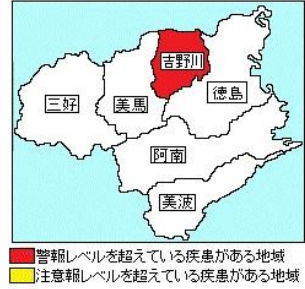 吉野川
三好
美馬
徳島
阿南
美波
警報レベルを超えている疾患がある地域
注意報レベルを超えている疾患がある地域